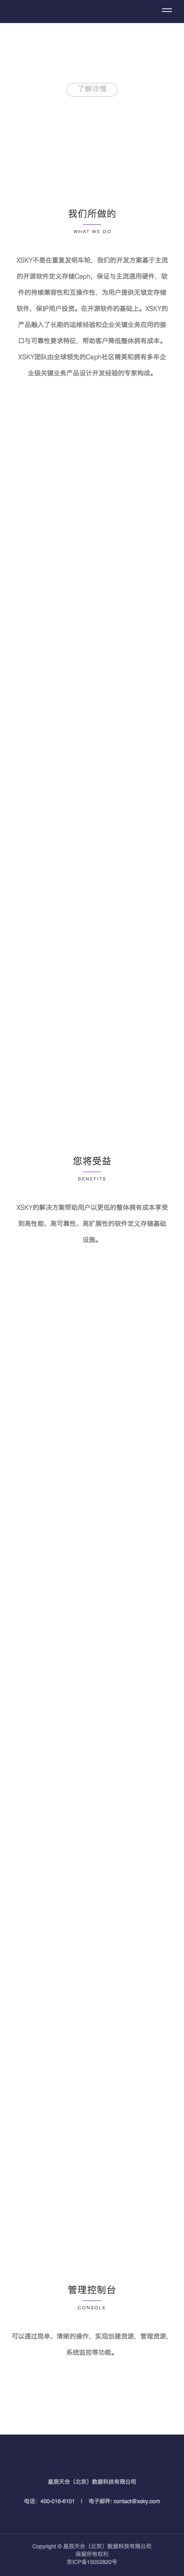 了解详情
我们所做的
WHAT WE DO
XSKY不是在重复发明车轮，我们的开发方案基于主流
的开源软件定义存储Ceph，保证与主流通用硬件，软
件的持续兼容性和互操作性，为用户提供无锁定存储
软件，保护用户投资。在开源软件的基础上。XSKY的
产品融入了长期的运维经验和企业关键业务应用的接
口与可靠性要求特征，帮助客户降低整体拥有成本。
XSKY团队由全球领先的Ceph社区精英和拥有多年企
业级关键业务产品设计开发经验的专家构成。
您将受益
BENEFITS
XSKY的解决方案帮助用户以更低的整体拥有成本享受
到高性能、高可靠性、高扩展性的软件定义存储基础
设施。
管理控制台
CONSOLE
可以通过简单、清晰的操作，实现创建资源，管理资源，
系统监控等功能。
星辰天合（北京）数据科技有限公司
电话：400-016-6101 | 电子邮件: contact@xsky.com
Copyright © 星辰天合（北京）数据科技有限公司
保留所有权利
京ICP备15052820号